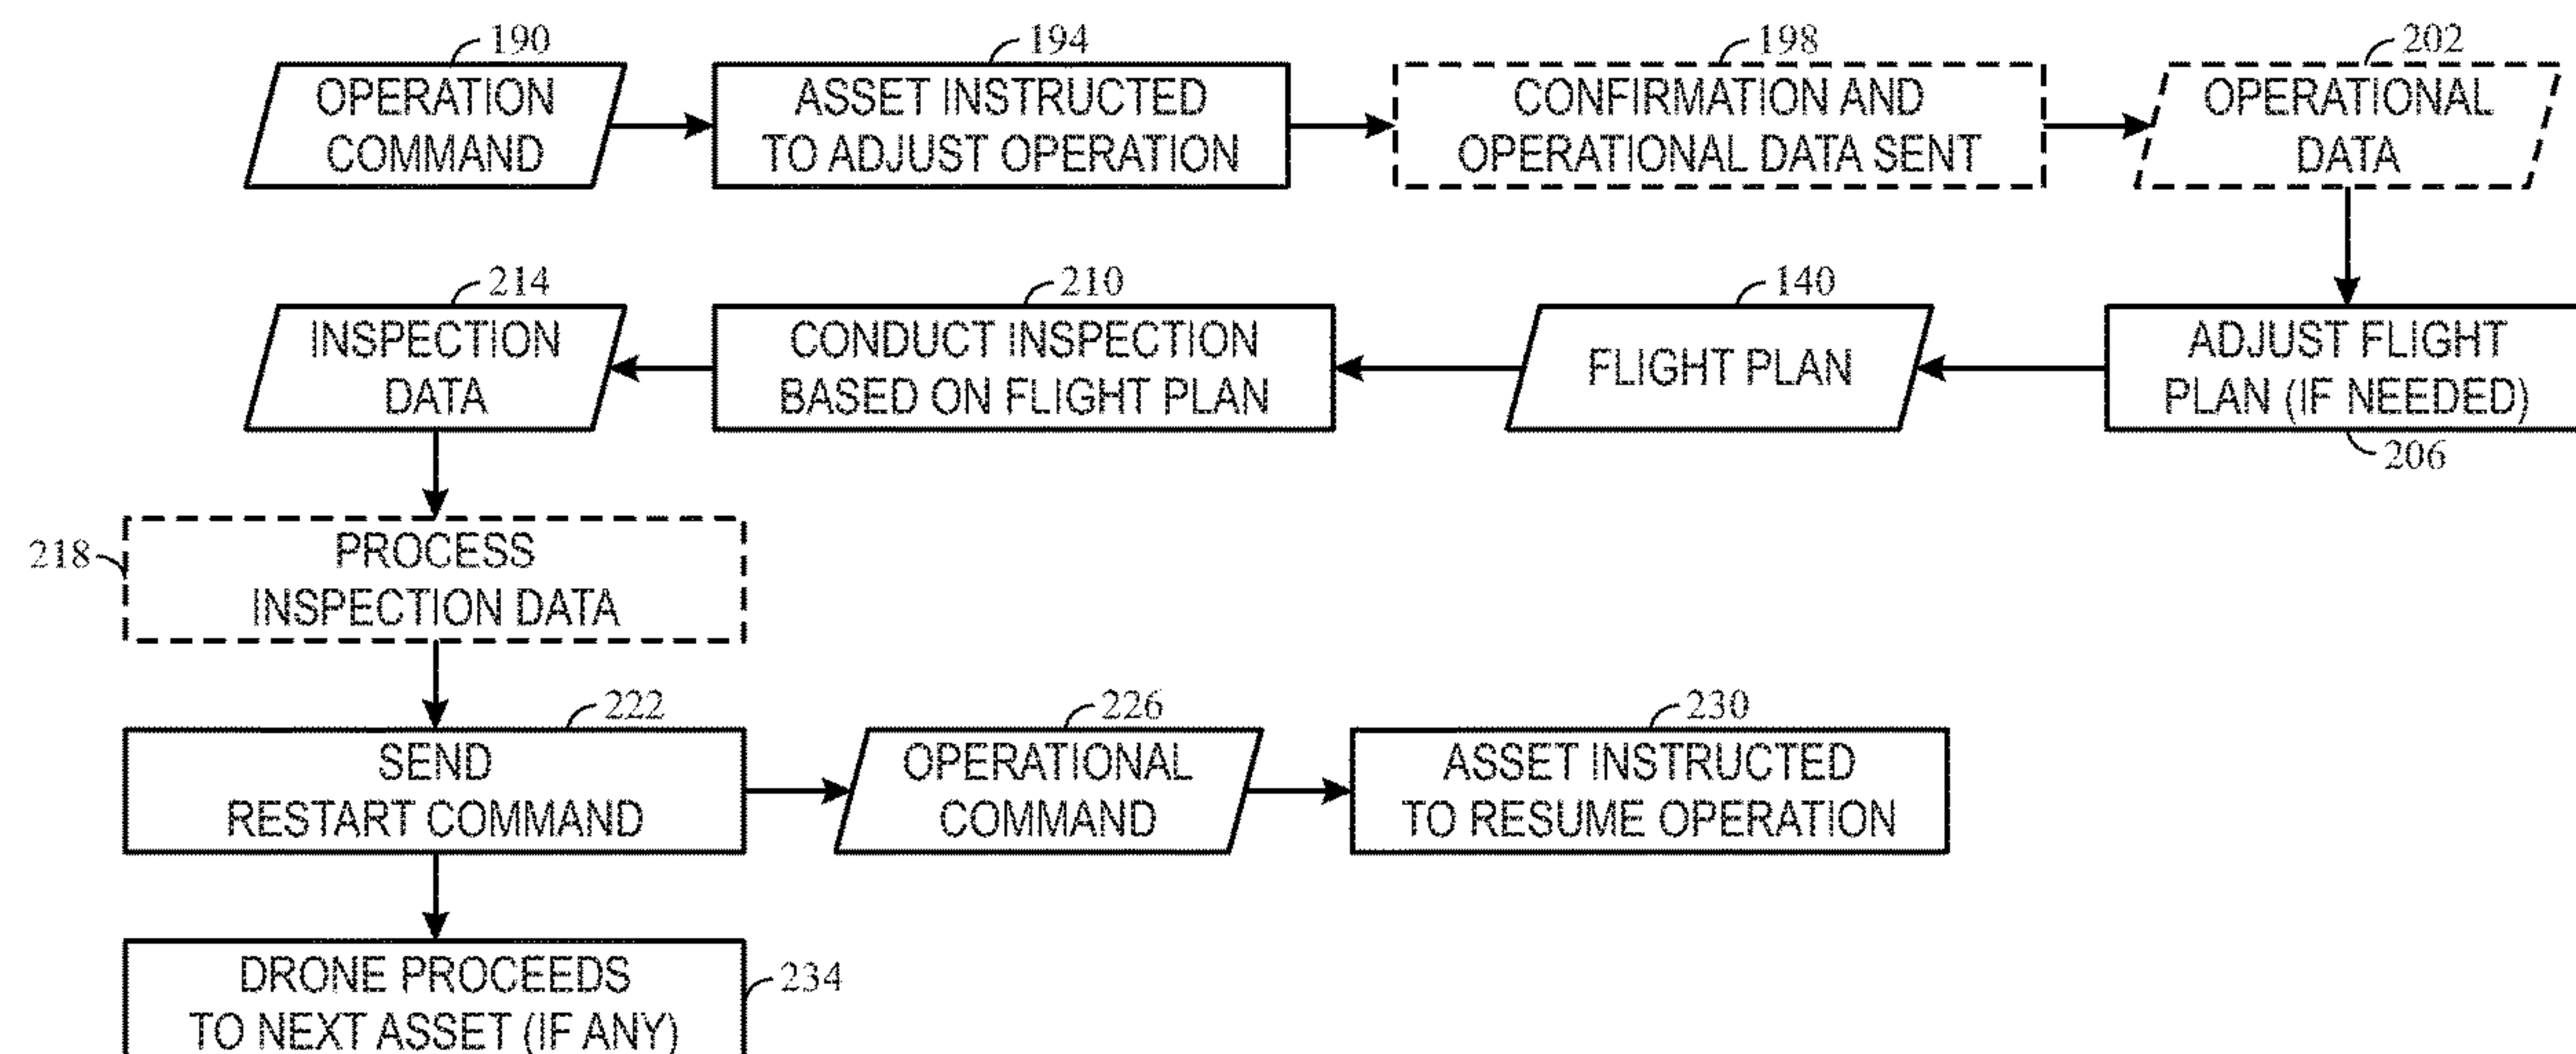 190
OPERATION
COMMAND
194
ASSET INSTRUCTED
TO ADJUST OPERATION
198
CONFIRMATION AND
OPERATIONAL DATA SENT
202
OPERATIONAL
DATA
214
INSPECTION
DATA
210
CONDUCT INSPECTION
BASED ON FLIGHT PLAN
140
FLIGHT PLAN
ADJUST FLIGHT
PLAN (IF NEEDED)
206
218
PROCESS
INSPECTION DATA
222
SEND
RESTART COMMAND
226
OPERATIONAL
COMMAND
230
ASSET INSTRUCTED
TO RESUME OPERATION
DRONE PROCEEDS
TO NEXT ASSET (IF ANY)
234